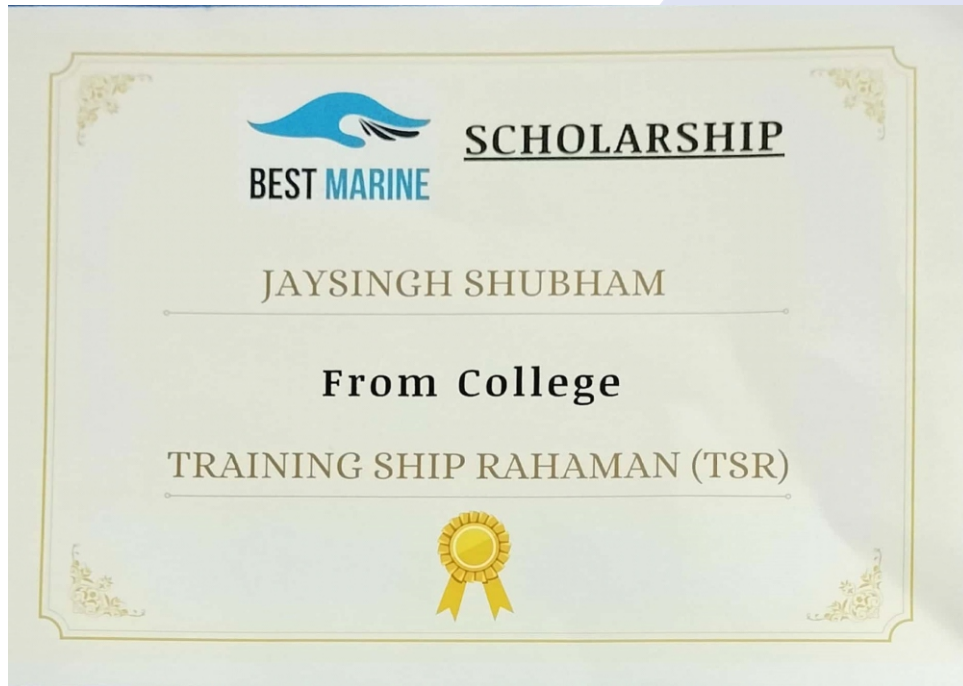 BEST MARINE
SCHOLARSHIP
JAYSINGH SHUBHAM
From College
TRAINING SHIP RAHAMAN (TSR)